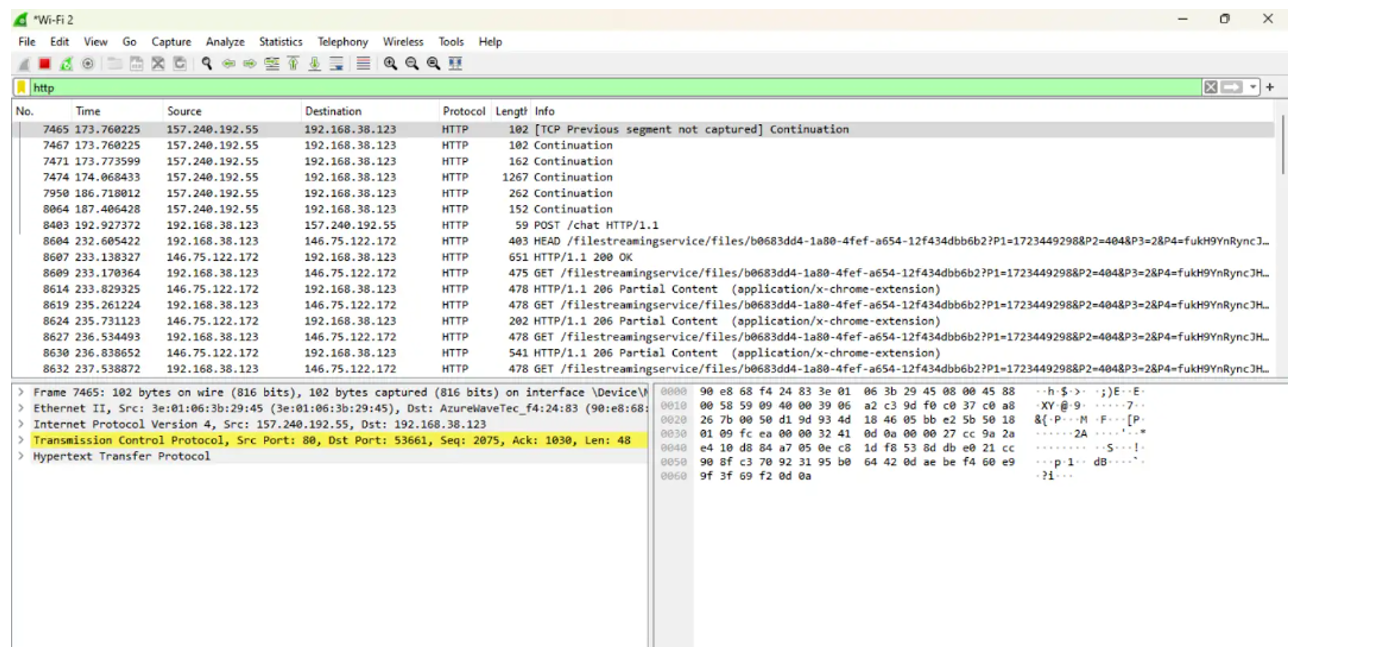 *Wi-Fi 2
File Edit View Go Capture Analyze Statistics Telephony Wireless Tools Help
http
No. Time Source Destination Protocol Length Info
7465 173.760225 157.240.192.55 192.168.38.123 HTTP 102 [TCP Previous segment not captured] Continuation
7467 173.760225 157.240.192.55 192.168.38.123 HTTP 102 Continuation
7471 173.773599 157.240.192.55 192.168.38.123 HTTP 162 Continuation
7474 174.068433 157.240.192.55 192.168.38.123 HTTP 1267 Continuation
7950 186.718012 157.240.192.55 192.168.38.123 HTTP 262 Continuation
8064 187.406428 157.240.192.55 192.168.38.123 HTTP 152 Continuation
8403 192.927372 192.168.38.123 157.240.192.55 HTTP 59 POST /chat HTTP/1.1
8604 232.605422 192.168.38.123 146.75.122.172 HTTP 403 HEAD /filestreamingservice/files/b0683dd4-1a80-4fef-a654-12f434dbb6b2?P1=1723449298&P2=404&P3=2&P4=fukH9YnRyncJ…
8607 233.138327 146.75.122.172 192.168.38.123 HTTP 651 HTTP/1.1 200 OK
8609 233.170364 192.168.38.123 146.75.122.172 HTTP 475 GET /filestreamingservice/files/b0683dd4-1a80-4fef-a654-12f434dbb6b2?P1=1723449298&P2=404&P3=2&P4=fukH9YnRyncJH…
8614 233.829325 146.75.122.172 192.168.38.123 HTTP 478 HTTP/1.1 206 Partial Content (application/x-chrome-extension)
8619 235.261224 192.168.38.123 146.75.122.172 HTTP 478 GET /filestreamingservice/files/b0683dd4-1a80-4fef-a654-12f434dbb6b2?P1=1723449298&P2=404&P3=2&P4=fukH9YnRyncJH…
8624 235.731123 146.75.122.172 192.168.38.123 HTTP 202 HTTP/1.1 206 Partial Content (application/x-chrome-extension)
8627 236.534493 192.168.38.123 146.75.122.172 HTTP 478 GET /filestreamingservice/files/b0683dd4-1a80-4fef-a654-12f434dbb6b2?P1=1723449298&P2=404&P3=2&P4=fukH9YnRyncJH…
8630 236.838652 146.75.122.172 192.168.38.123 HTTP 541 HTTP/1.1 206 Partial Content (application/x-chrome-extension)
8632 237.538872 192.168.38.123 146.75.122.172 HTTP 478 GET /filestreamingservice/files/b0683dd4-1a80-4fef-a654-12f434dbb6b2?P1=1723449298&P2=404&P3=2&P4=fukH9YnRyncJH…
> Frame 7465: 102 bytes on wire (816 bits), 102 bytes captured (816 bits) on interface \Device\N
> Ethernet II, Src: 3e:01:06:3b:29:45 (3e:01:06:3b:29:45), Dst: AzureWaveTec_f4:24:83 (90:e8:68:
> Internet Protocol Version 4, Src: 157.240.192.55, Dst: 192.168.38.123
> Transmission Control Protocol, Src Port: 80, Dst Port: 53661, Seq: 2075, Ack: 1030, Len: 48
> Hypertext Transfer Protocol
0000 90 e8 68 f4 24 83 3e 01 06 3b 29 45 08 00 45 88 ··h·$·>· ·;)E··E·
0010 00 58 59 09 40 00 39 06 a2 c3 9d f0 c0 37 c0 a8 ·XY·@·9· ·····7··
0020 26 7b 00 50 d1 9d 93 4d 18 46 05 bb e2 5b 50 18 &{·P···M ·F···[P·
0030 01 09 fc ea 00 00 32 41 0d 0a 00 00 27 cc 9a 2a ······2A ····'··*
0040 e4 10 d8 84 a7 05 0e c8 1d f8 53 8d db e0 21 cc ········ ··S···!·
0050 90 8f c3 70 92 31 95 b0 64 42 0d ae be f4 60 e9 ···p·1·· dB····`·
0060 9f 3f 69 f2 0d 0a ·?i···